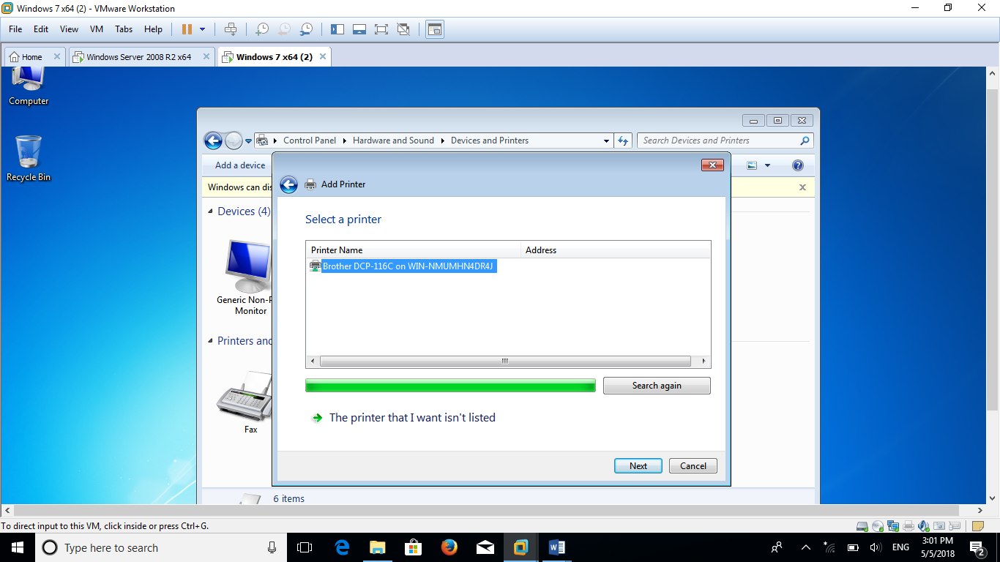 Windows 7 x64 (2) - VMware Workstation
File Edit View VM Tabs Help
Home Windows Server 2008 R2 x64 Windows 7 x64 (2)
Computer
Recycle Bin
Control Panel Hardware and Sound Devices and Printers Search Devices and Printers
Add a device
Windows can dis
Add Printer
Devices (4)
Select a printer
Printer Name Address
Brother DCP-116C on WIN-NMUMHN4DR4J
Generic Non-P
Monitor
Printers and
Fax
Search again
The printer that I want isn't listed
Next Cancel
6 items
To direct input to this VM, click inside or press Ctrl+G.
Type here to search
ENG
3:01 PM
5/5/2018
2